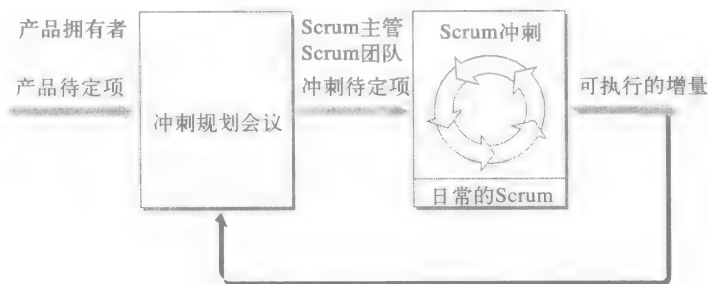 产品拥有者
产品待定项
冲刺规划会议
Scrum主管
Scrum团队
冲刺待定项
Scrum冲刺
日常的Scrum
可执行的增量